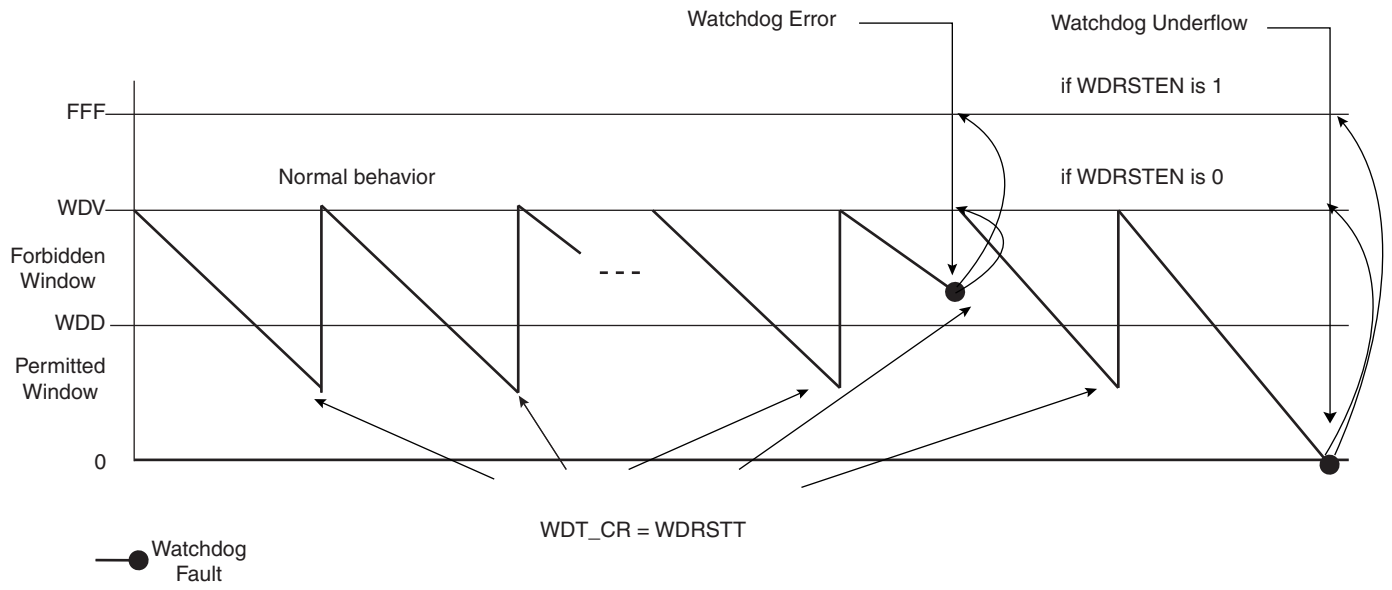 Watchdog Error
Watchdog Underflow
if WDRSTEN is 1
FFF
Normal behavior
if WDRSTEN is 0
WDV
Forbidden
Window
WDD
Permitted
Window
0
WDT_CR = WDRSTT
Watchdog
Fault